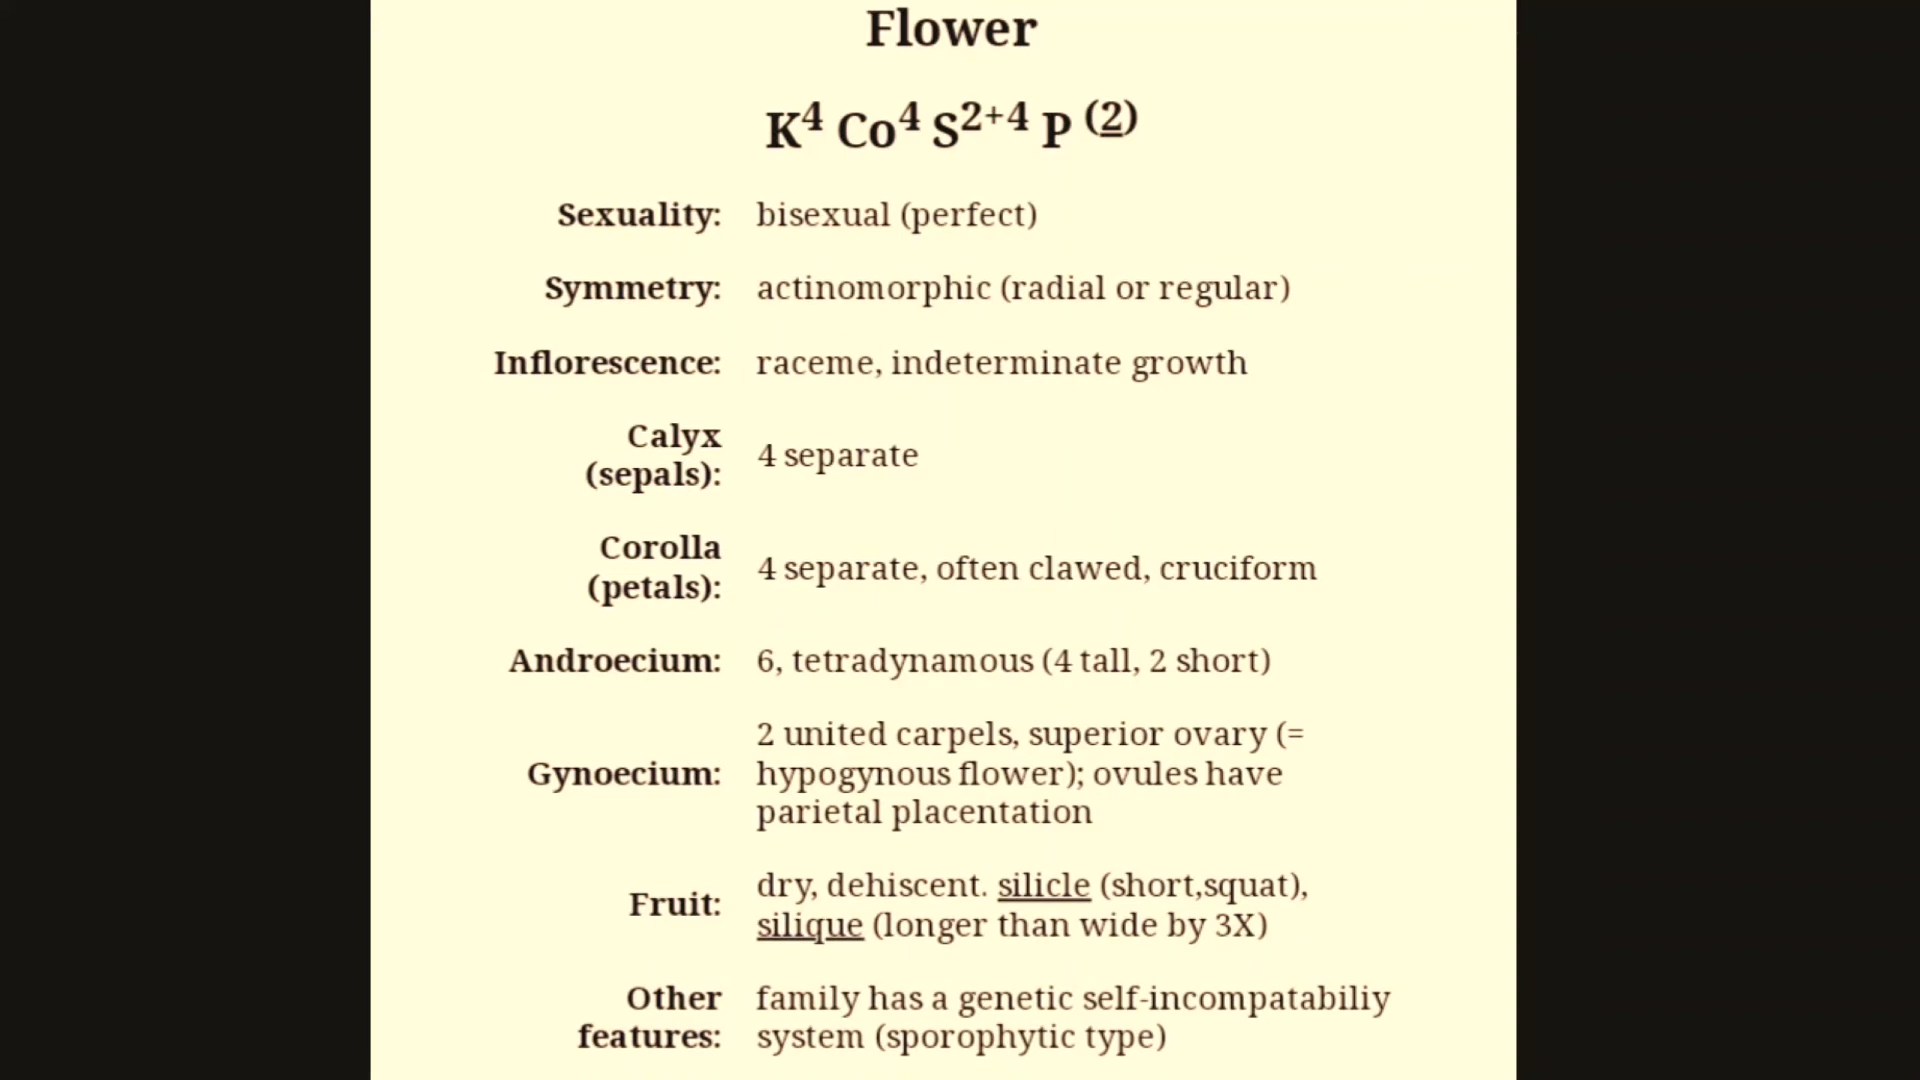 Flower
K⁴ Co⁴ S²⁺⁴ P ⁽²⁾
Sexuality: bisexual (perfect)
Symmetry: actinomorphic (radial or regular)
Inflorescence: raceme, indeterminate growth
Calyx
(sepals): 4 separate
Corolla
(petals): 4 separate, often clawed, cruciform
Androecium: 6, tetradynamous (4 tall, 2 short)
Gynoecium: 2 united carpels, superior ovary (=
hypogynous flower); ovules have
parietal placentation
Fruit: dry, dehiscent. silicle (short,squat),
silique (longer than wide by 3X)
Other
features: family has a genetic self-incompatabiliy
system (sporophytic type)